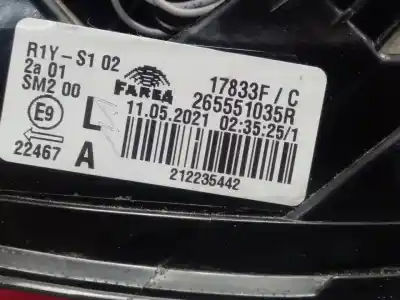 R1Y-S1 02
2a 01
SM2 00
E9
22467
L
A
FARBA
17833F / C
265551035R
11.05.2021 02:35:25/1
212235442